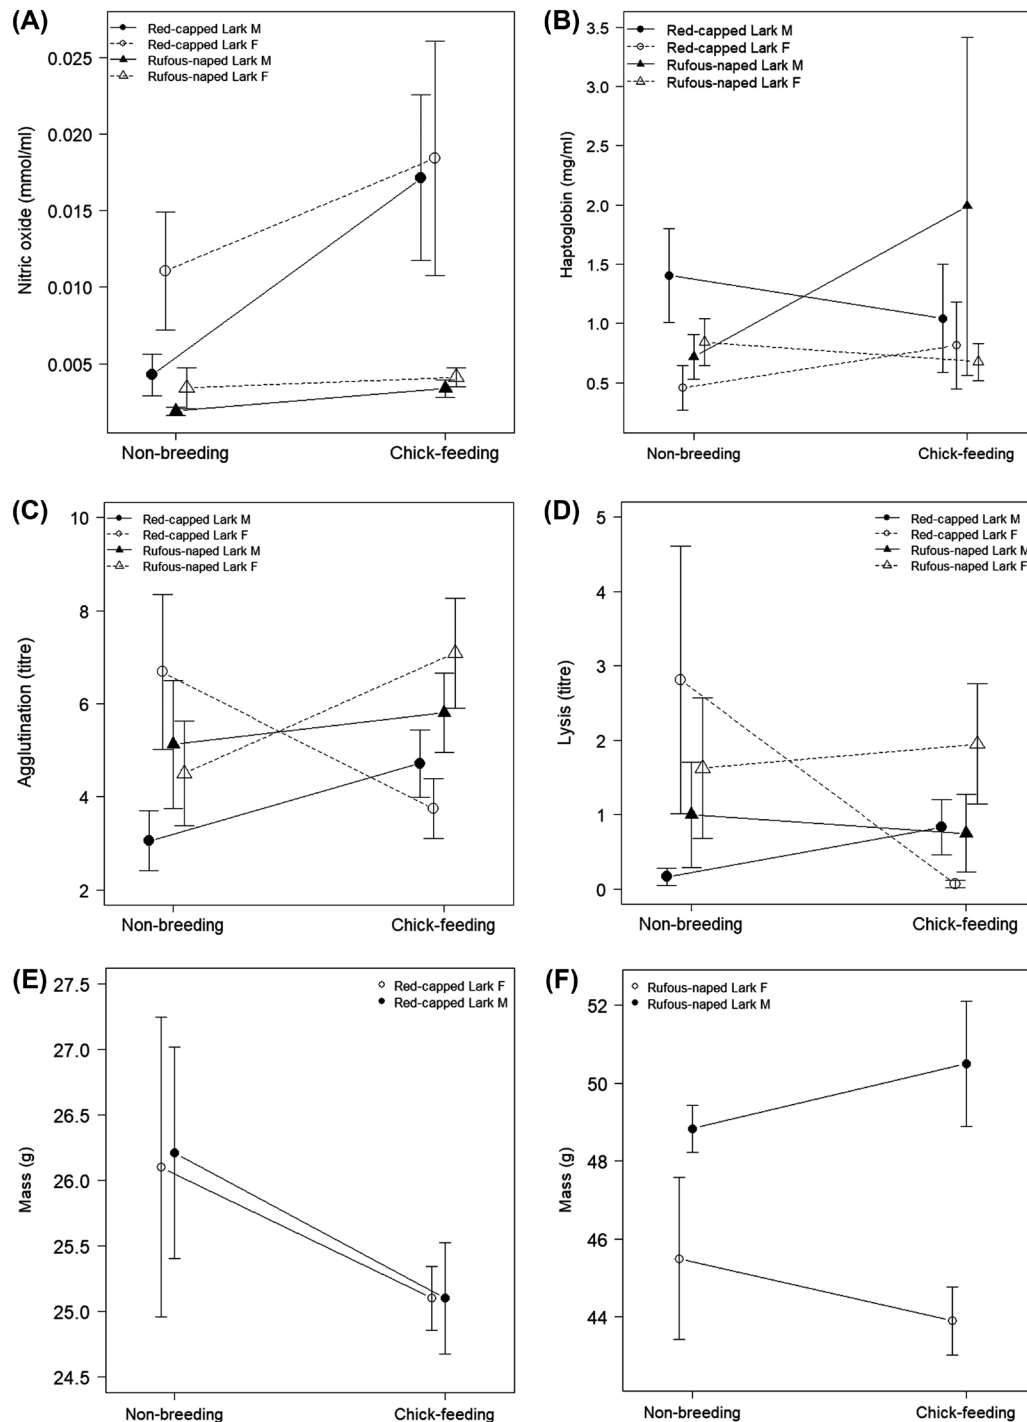 (A)
Red-capped Lark M
Red-capped Lark F
Rufous-naped Lark M
Rufous-naped Lark F
0.025
0.020
0.015
0.010
0.005
Nitric oxide (mmol/ml)
Non-breeding
Chick-feeding
(B)
Red-capped Lark M
Red-capped Lark F
Rufous-naped Lark M
Rufous-naped Lark F
3.5
3.0
2.5
2.0
1.5
1.0
0.5
Haptoglobin (mg/ml)
Non-breeding
Chick-feeding
(C)
Red-capped Lark M
Red-capped Lark F
Rufous-naped Lark M
Rufous-naped Lark F
10
8
6
4
2
Agglutination (titre)
Non-breeding
Chick-feeding
(D)
Red-capped Lark M
Red-capped Lark F
Rufous-naped Lark M
Rufous-naped Lark F
5
4
3
2
1
0
Lysis (titre)
Non-breeding
Chick-feeding
(E)
Red-capped Lark F
Red-capped Lark M
27.5
27.0
26.5
26.0
25.5
25.0
24.5
Mass (g)
Non-breeding
Chick-feeding
(F)
Rufous-naped Lark F
Rufous-naped Lark M
52
50
48
46
44
Mass (g)
Non-breeding
Chick-feeding